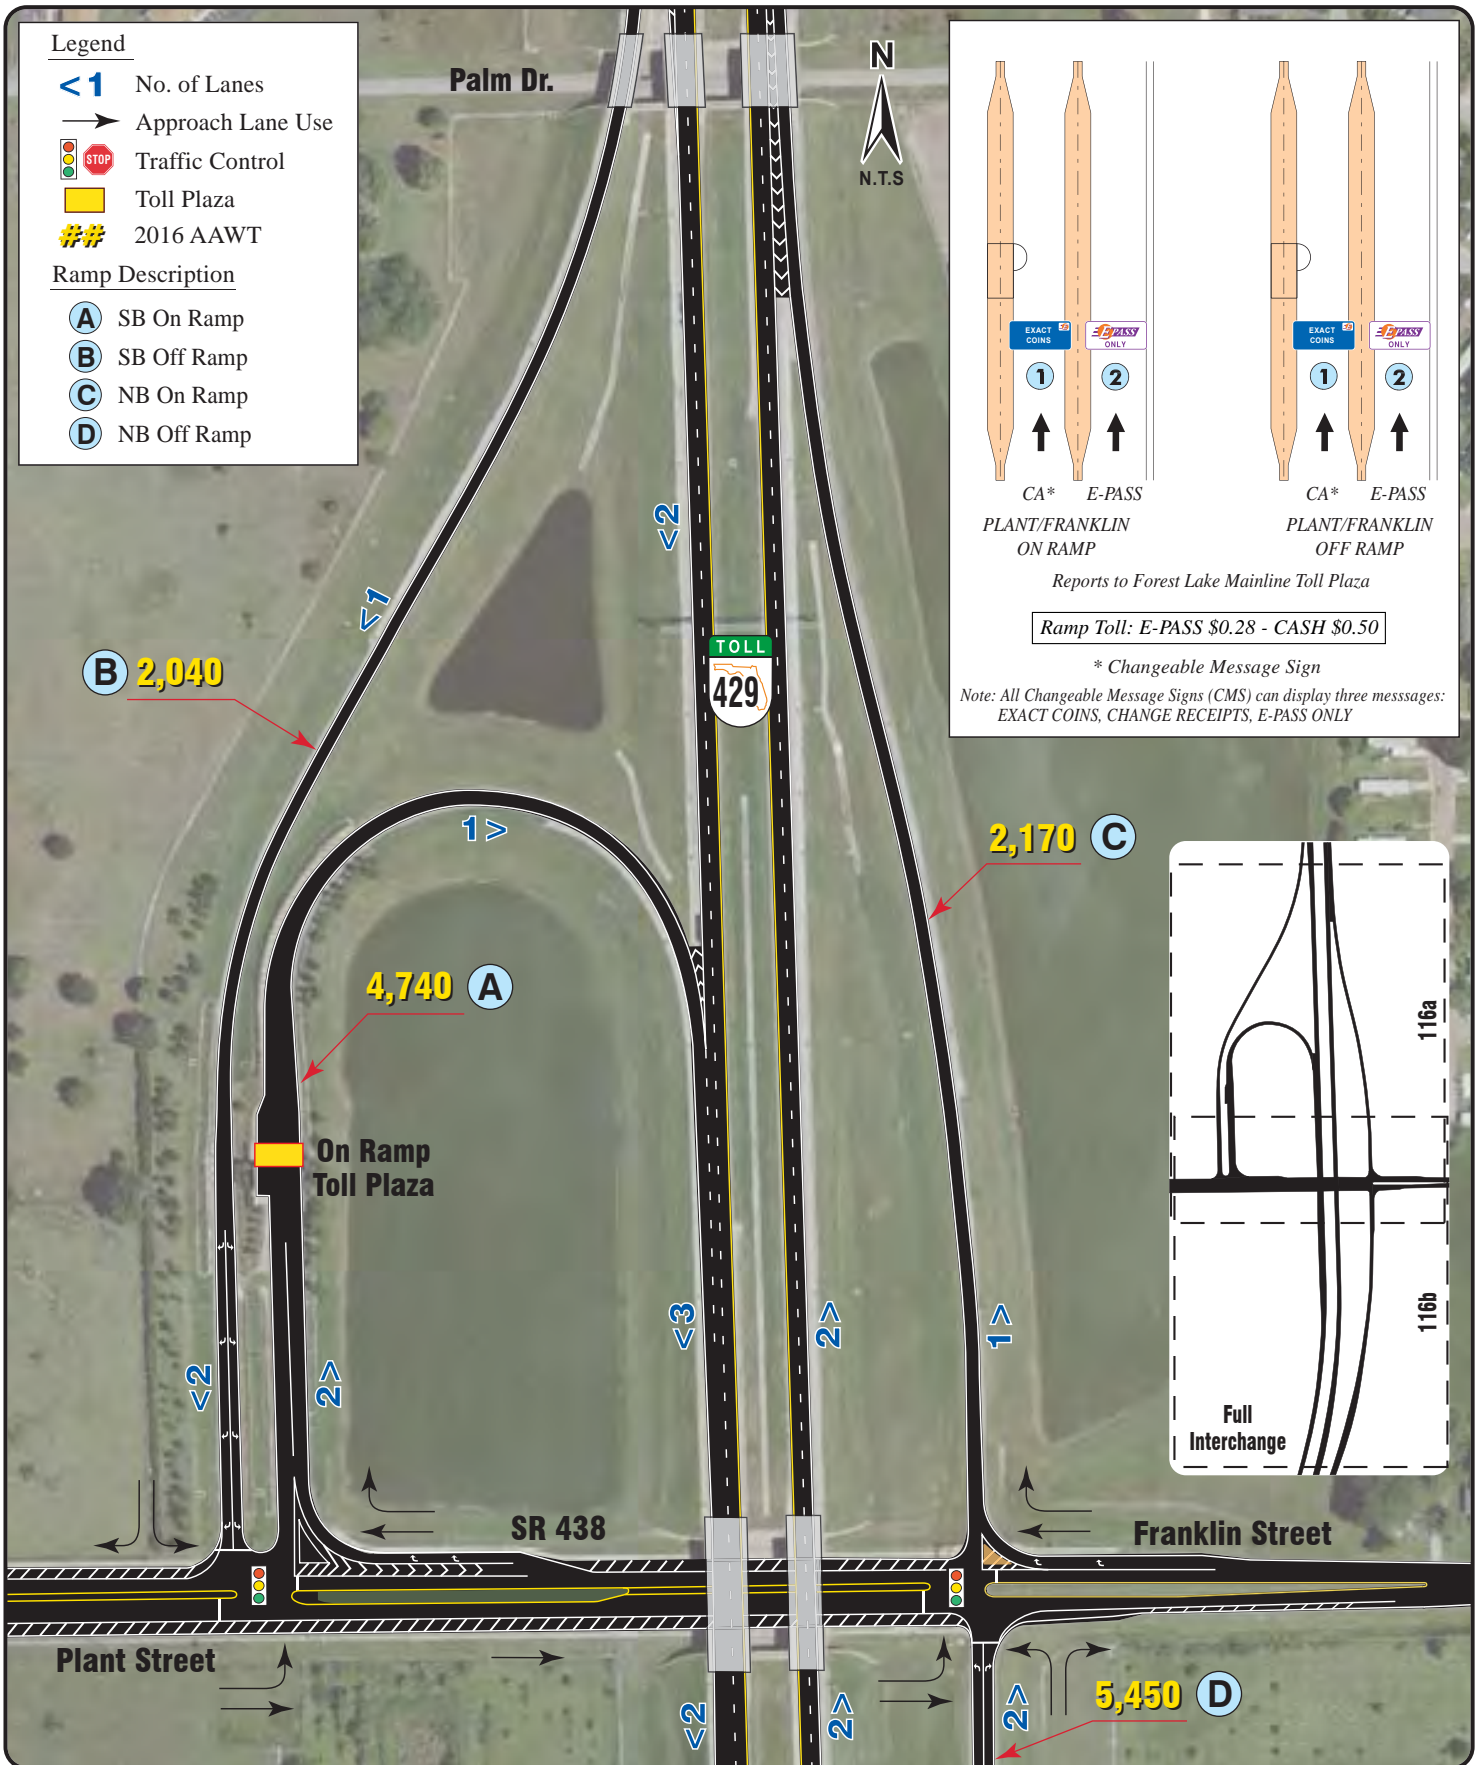 Legend
<1 No. of Lanes
Approach Lane Use
STOP Traffic Control
Toll Plaza
## 2016 AAWT
Ramp Description
A SB On Ramp
B SB Off Ramp
C NB On Ramp
D NB Off Ramp
Palm Dr.
N
N.T.S
EXACT COINS
E-PASS ONLY
EXACT COINS
E-PASS ONLY
1 2 1 2
CA* E-PASS CA* E-PASS
PLANT/FRANKLIN
ON RAMP
PLANT/FRANKLIN
OFF RAMP
Reports to Forest Lake Mainline Toll Plaza
Ramp Toll: E-PASS $0.28 - CASH $0.50
* Changeable Message Sign
Note: All Changeable Message Signs (CMS) can display three messsages:
EXACT COINS, CHANGE RECEIPTS, E-PASS ONLY
<2
<1
TOLL
429
B 2,040
1>
2,170 C
4,740 A
On Ramp
Toll Plaza
116a
116b
Full
Interchange
<3
2>
1>
<2
2>
SR 438
Franklin Street
Plant Street
<2
2>
2>
5,450 D